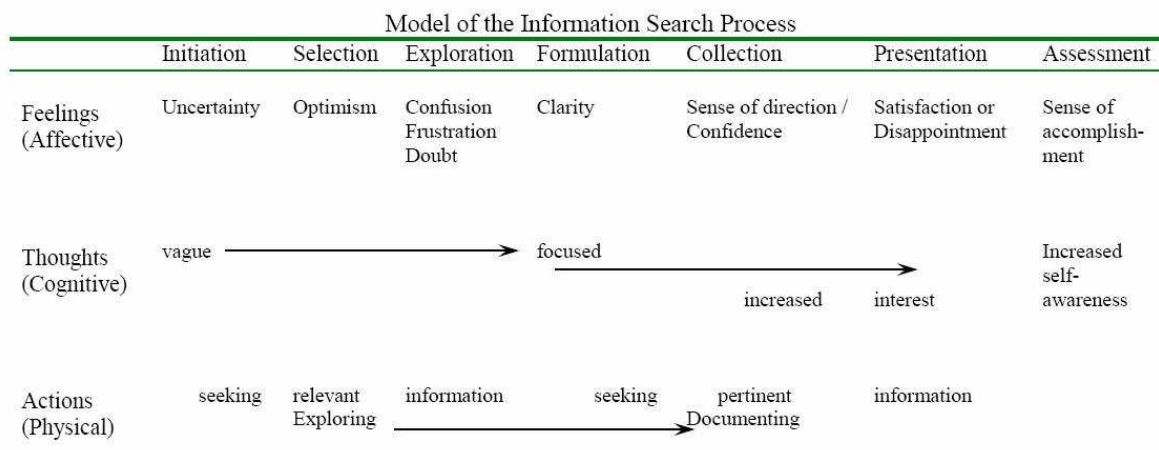 Model of the Information Search Process
Initiation Selection Exploration Formulation Collection Presentation Assessment
Feelings (Affective)
Uncertainty
Optimism
Confusion
Frustration
Doubt
Clarity
Sense of direction /
Confidence
Satisfaction or
Disappointment
Sense of
accomplish-
ment
Thoughts
(Cognitive)
vague
focused
increased interest
Increased
self-
awareness
Actions
(Physical)
seeking relevant information seeking pertinent information
Exploring Documenting